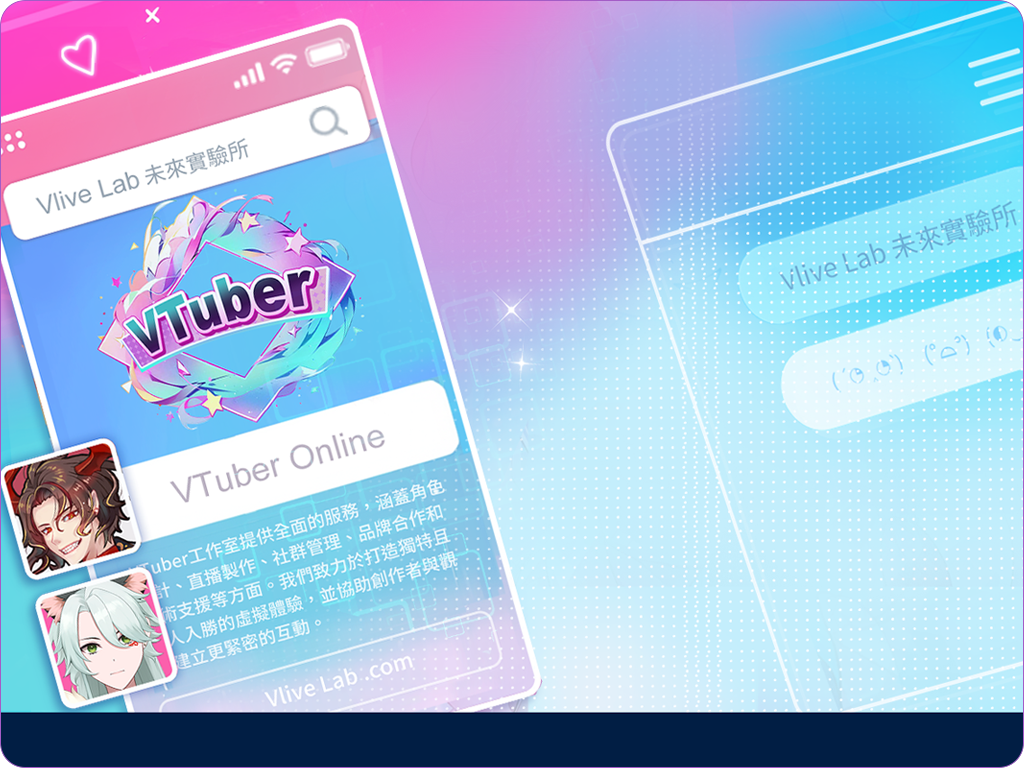 Vlive Lab 未來實驗所
VTuber
VTuber Online
Tuber工作室提供全面的服務，涵蓋角色
計、直播製作、社群管理、品牌合作和
術支援等方面。我們致力於打造獨特且
人入勝的虛擬體驗，並協助創作者與觀
建立更緊密的互動。
Vlive Lab .com
Vlive Lab 未來實驗所